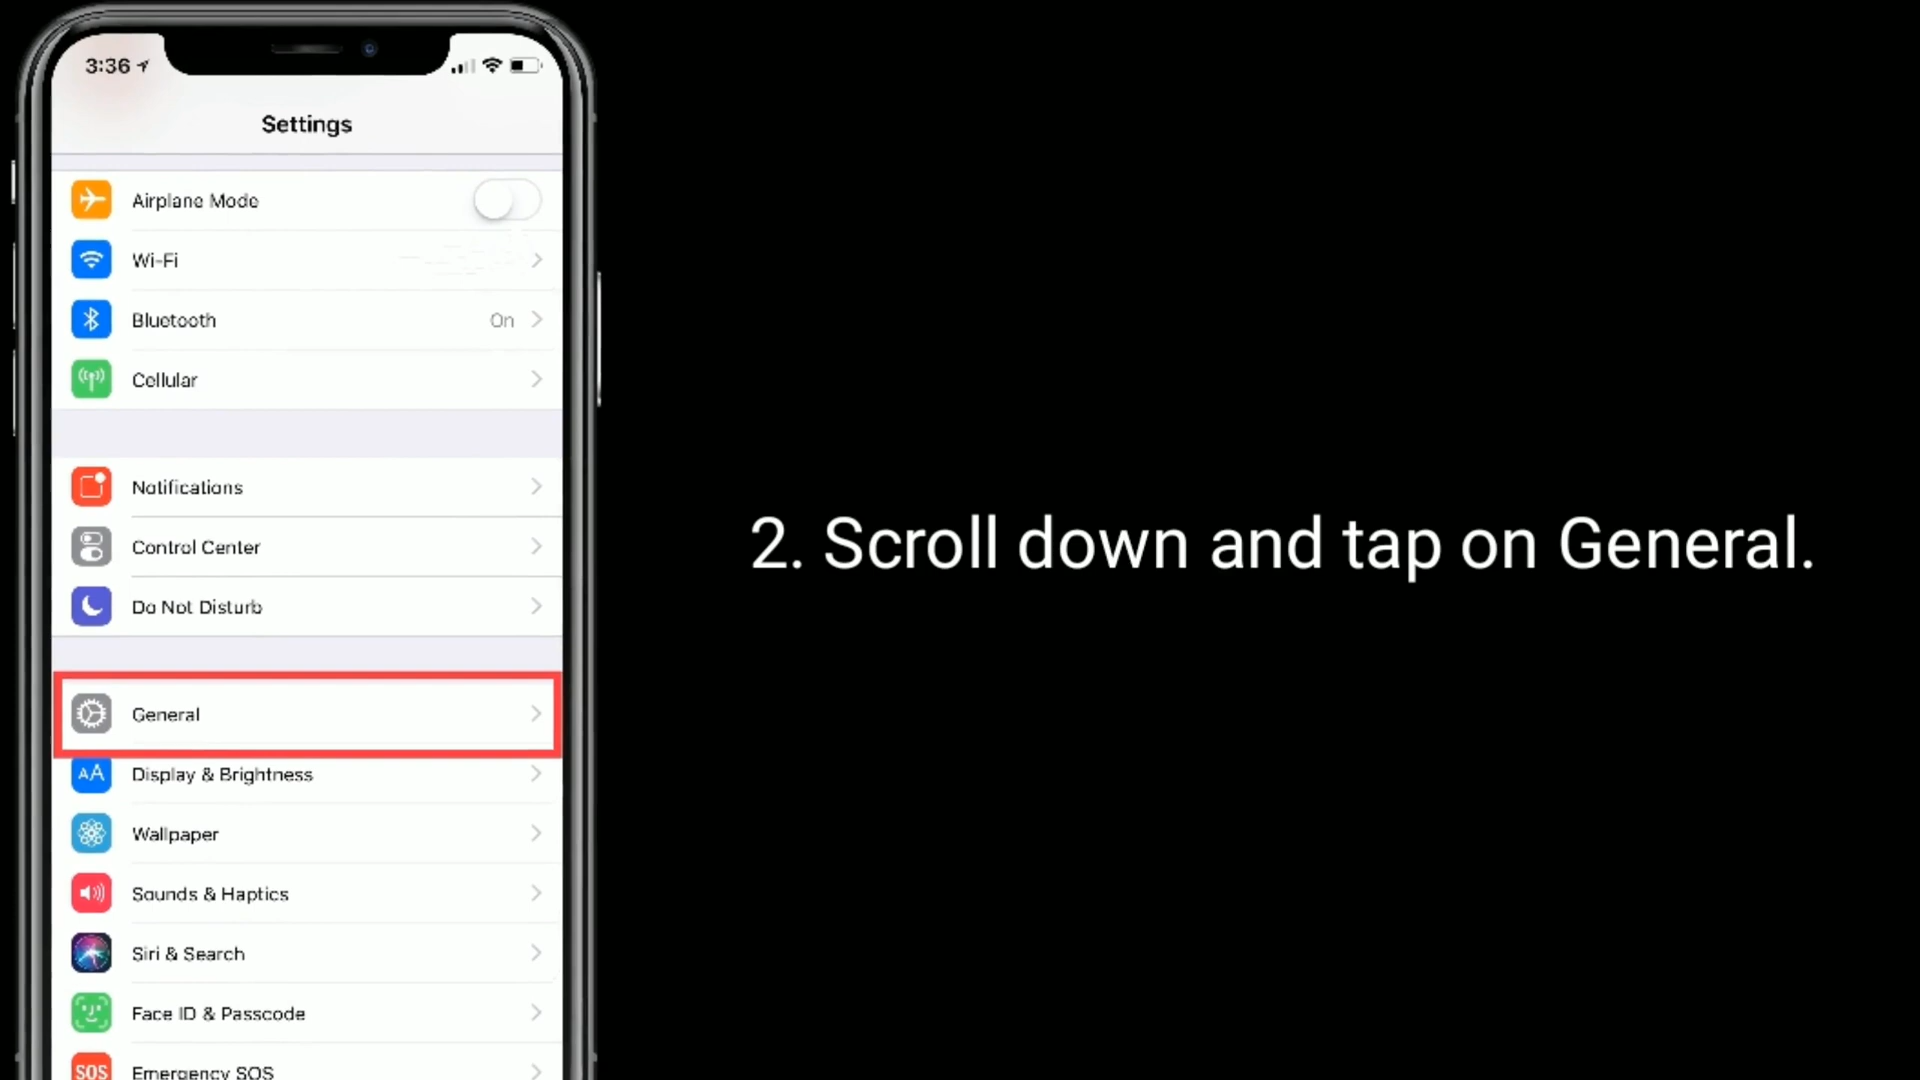 3:36
Settings
Airplane Mode
Wi-Fi
Bluetooth On
Cellular
Notifications
Control Center
Do Not Disturb
General
AA Display & Brightness
Wallpaper
Sounds & Haptics
Siri & Search
Face ID & Passcode
SOS Emergency SOS
2. Scroll down and tap on General.